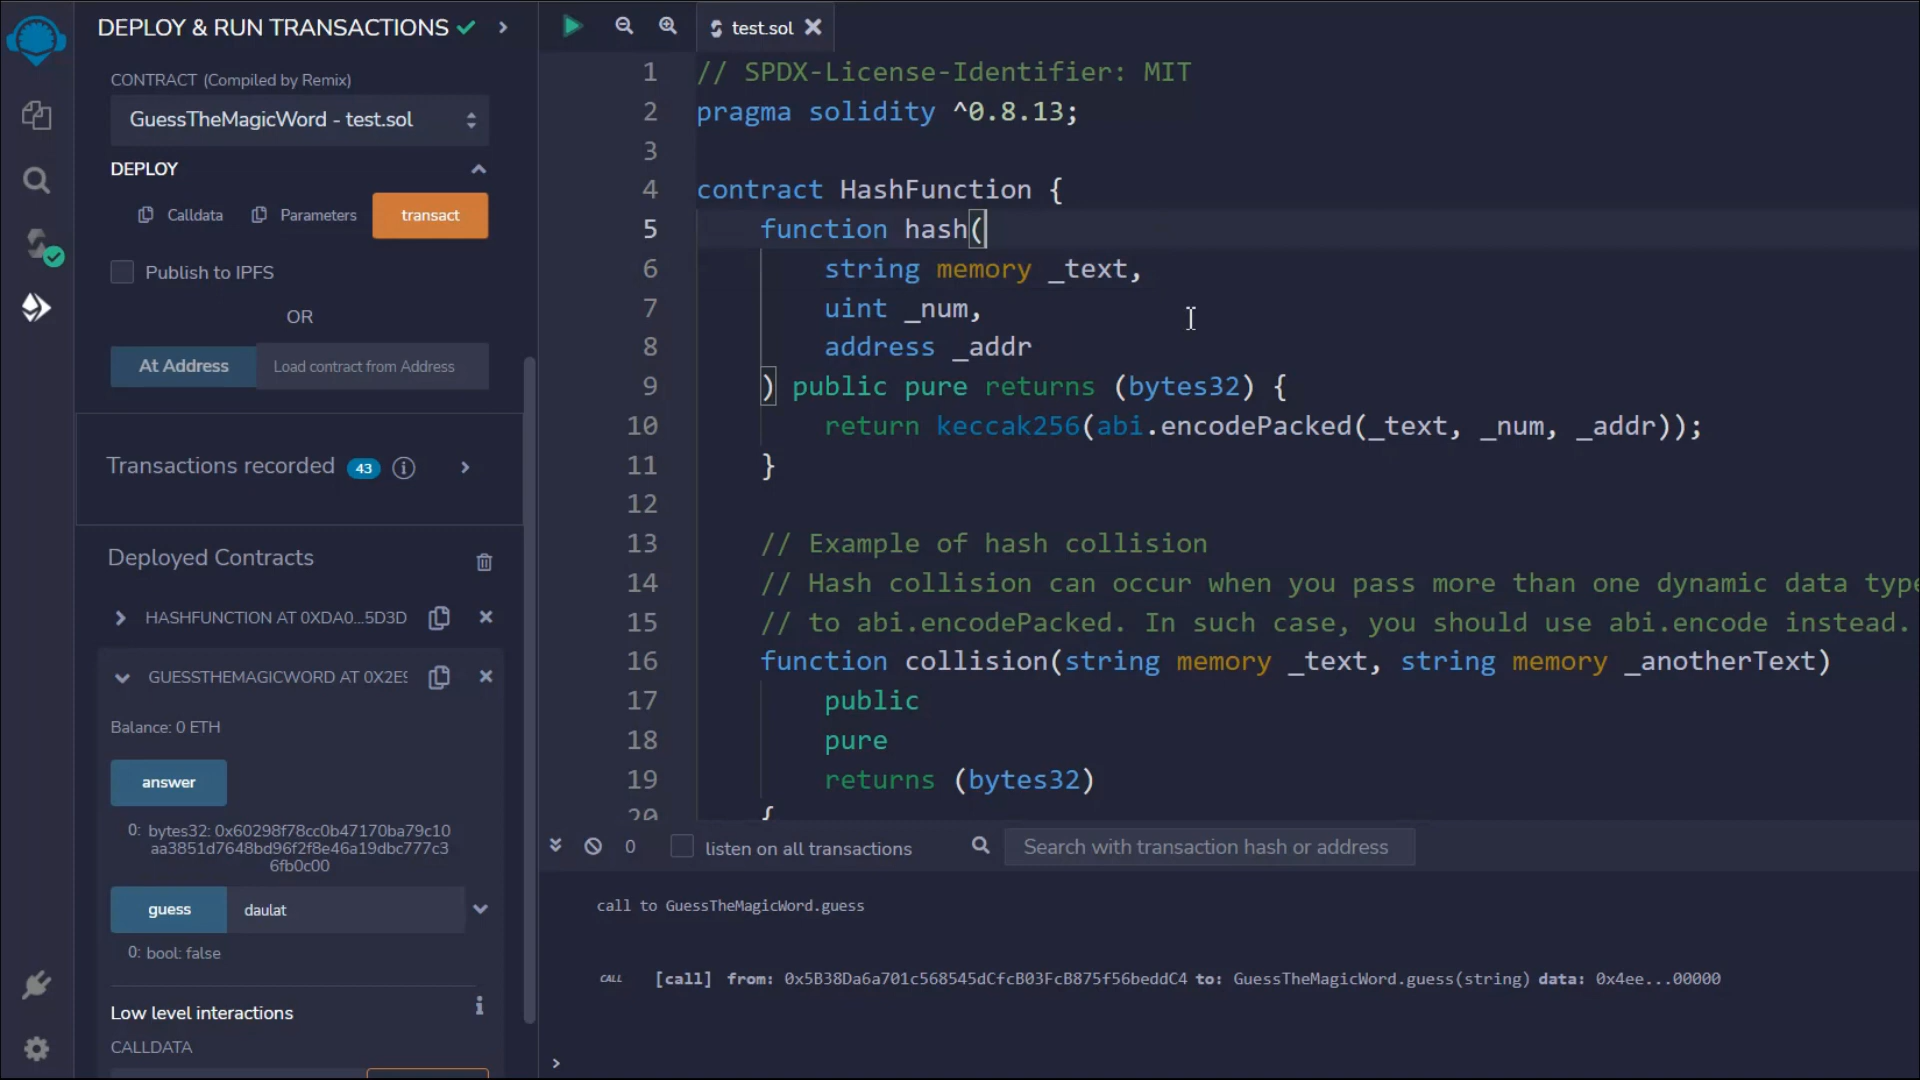 DEPLOY & RUN TRANSACTIONS
CONTRACT (Compiled by Remix)
GuessTheMagicWord - test.sol
DEPLOY
Calldata Parameters transact
Publish to IPFS
OR
At Address Load contract from Address
Transactions recorded 43 i
Deployed Contracts
HASHFUNCTION AT 0XDA0...5D3D
GUESSTHEMAGICWORD AT 0X2E9
Balance: 0 ETH
answer
0: bytes32: 0x60298f78cc0b47170ba79c10
aa3851d7648bd96f2f8e46a19dbc777c3
6fb0c00
guess daulat
0: bool: false
Low level interactions i
CALLDATA
test.sol
1 // SPDX-License-Identifier: MIT
2 pragma solidity ^0.8.13;
3
4 contract HashFunction {
5 function hash(
6 string memory _text,
7 uint _num,
8 address _addr
9 ) public pure returns (bytes32) {
10 return keccak256(abi.encodePacked(_text, _num, _addr));
11 }
12
13 // Example of hash collision
14 // Hash collision can occur when you pass more than one dynamic data type
15 // to abi.encodePacked. In such case, you should use abi.encode instead.
16 function collision(string memory _text, string memory _anotherText)
17 public
18 pure
19 returns (bytes32)
20 {
0 listen on all transactions Search with transaction hash or address
call to GuessTheMagicWord.guess
CALL [call] from: 0x5B38Da6a701c568545dCfcB03FcB875f56beddC4 to: GuessTheMagicWord.guess(string) data: 0x4ee...00000
>